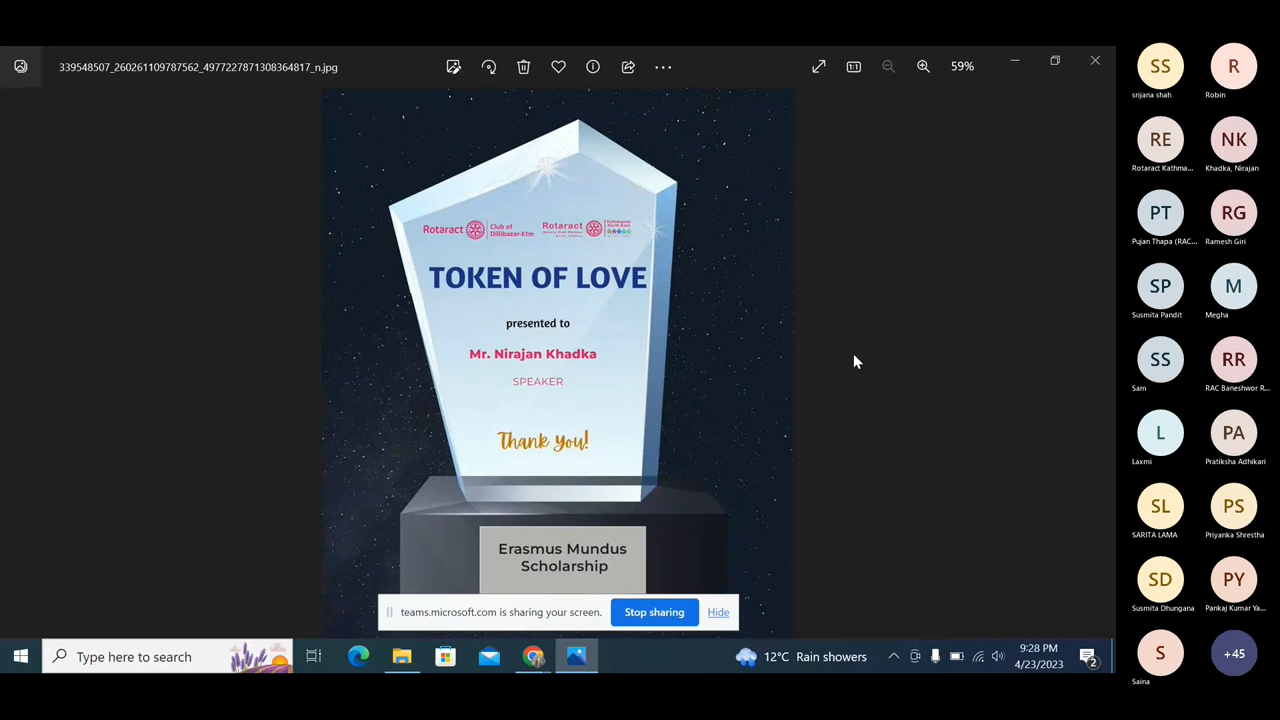 339548507_260261109787562_4977227871308364817_n.jpg
59%
Rotaract Club of Dillibazar-Ktm
Rotaract Kathmandu North East
TOKEN OF LOVE
presented to
Mr. Nirajan Khadka
SPEAKER
Thank you!
Erasmus Mundus
Scholarship
teams.microsoft.com is sharing your screen.
Stop sharing
Hide
Type here to search
12°C Rain showers
9:28 PM
4/23/2023
2
SS
srijana shah
R
Robin
RE
Rotaract Kathma...
NK
Khadka, Nirajan
PT
Pujan Thapa (RAC...
RG
Ramesh Giri
SP
Susmita Pandit
M
Megha
SS
Sam
RR
RAC Baneshwor R...
L
Laxmi
PA
Pratiksha Adhikari
SL
SARITA LAMA
PS
Priyanka Shrestha
SD
Susmita Dhungana
PY
Pankaj Kumar Ya...
S
Saina
+45